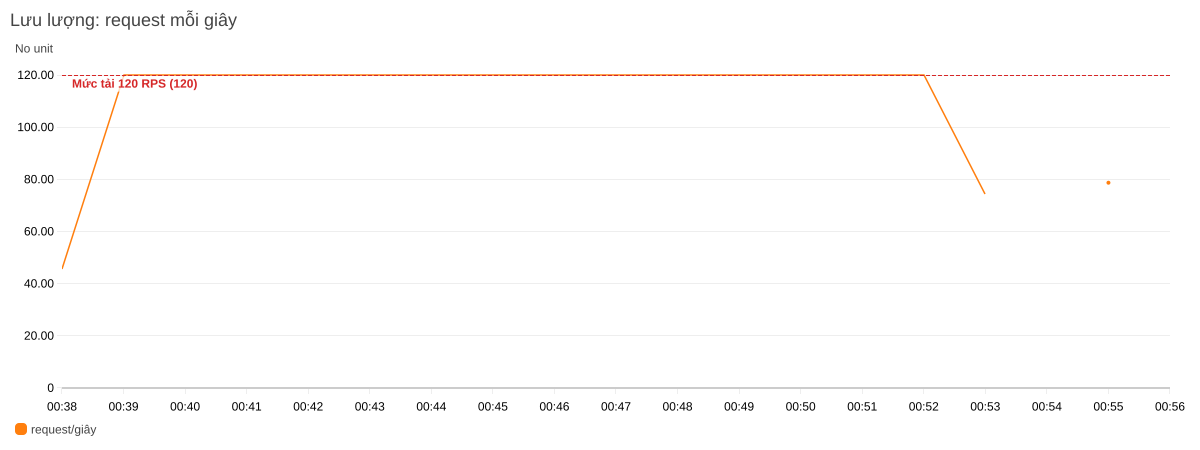 Lưu lượng: request mỗi giây
No unit
120.00
Mức tải 120 RPS (120)
100.00
80.00
60.00
40.00
20.00
0
00:38 00:39 00:40 00:41 00:42 00:43 00:44 00:45 00:46 00:47 00:48 00:49 00:50 00:51 00:52 00:53 00:54 00:55 00:56
request/giây